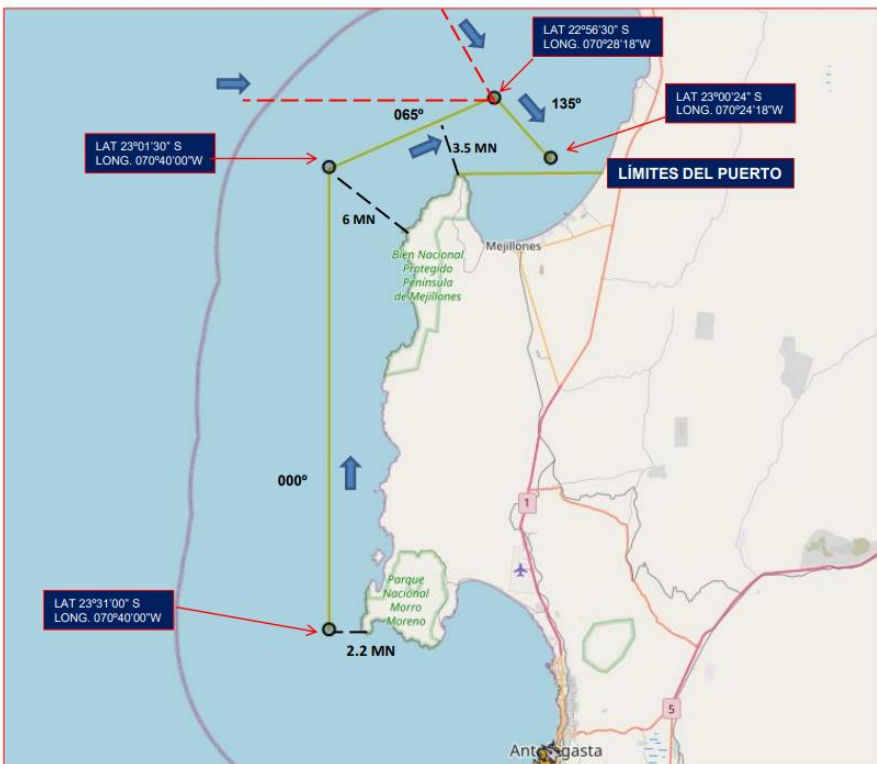 LAT 22º56'30" S
LONG. 070º28'18"W
135º
LAT 23º00'24" S
LONG. 070º24'18"W
065º
LAT 23º01'30" S
LONG. 070º40'00"W
3.5 MN
LÍMITES DEL PUERTO
6 MN
Mejillones
Bien Nacional
Protegido
Península
de Mejillones
000º
1
Parque
Nacional
Morro
Moreno
LAT 23º31'00" S
LONG. 070º40'00"W
2.2 MN
5
Antofagasta